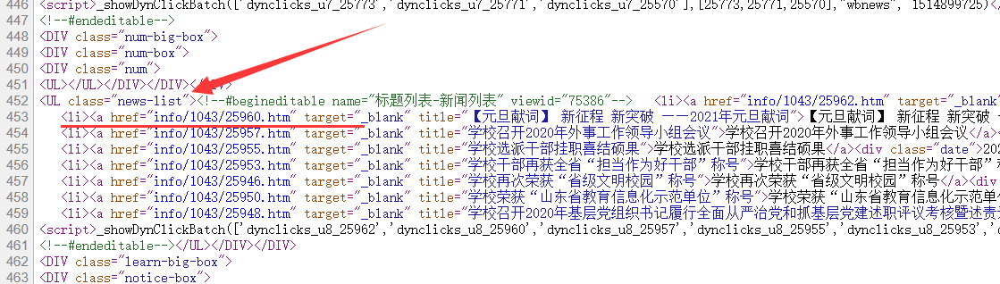 446 <script>_showDynClickBatch(['dynclicks_u7_25773','dynclicks_u7_25771','dynclicks_u7_25570'],[25773,25771,25570],"wbnews", 1514899725)</
447 <!--#endeditable-->
448 <DIV class="num-big-box">
449 <DIV class="num-box">
450 <DIV class="num">
451 <UL></UL></DIV></DIV></DIV>
452 <UL class="news-list"><!--#begineditable name="标题列表-新闻列表" viewid="75386"--> <li><a href="info/1043/25962.htm" target="
453 <li><a href="info/1043/25960.htm" target="_blank" title="【元旦献词】 新征程 新突破 ——2021年元旦献词">【元旦献词】 新征程 新突破 -
454 <li><a href="info/1043/25957.htm" target="_blank" title="学校召开2020年外事工作领导小组会议">学校召开2020年外事工作领导小组会议</a>
455 <li><a href="info/1043/25955.htm" target="_blank" title="学校选派干部挂职喜结硕果">学校选派干部挂职喜结硕果</a><div class="date">202
456 <li><a href="info/1043/25953.htm" target="_blank" title="学校干部再获全省“担当作为好干部”称号">学校干部再获全省“担当作为好干
457 <li><a href="info/1043/25946.htm" target="_blank" title="学校再次荣获“省级文明校园”称号">学校再次荣获“省级文明校园”称号</a><div
458 <li><a href="info/1043/25950.htm" target="_blank" title="学校荣获“山东省教育信息化示范单位”称号">学校荣获“山东省教育信息化示范
459 <li><a href="info/1043/25948.htm" target="_blank" title="学校召开2020年基层党组织书记履行全面从严治党和抓基层党建述职评议考核暨述责
460 <script>_showDynClickBatch(['dynclicks_u8_25962','dynclicks_u8_25960','dynclicks_u8_25957','dynclicks_u8_25955','dynclicks_u8_25953','d
461 <!--#endeditable--></UL></DIV></DIV>
462 <DIV class="learn-big-box">
463 <DIV class="notice-box">